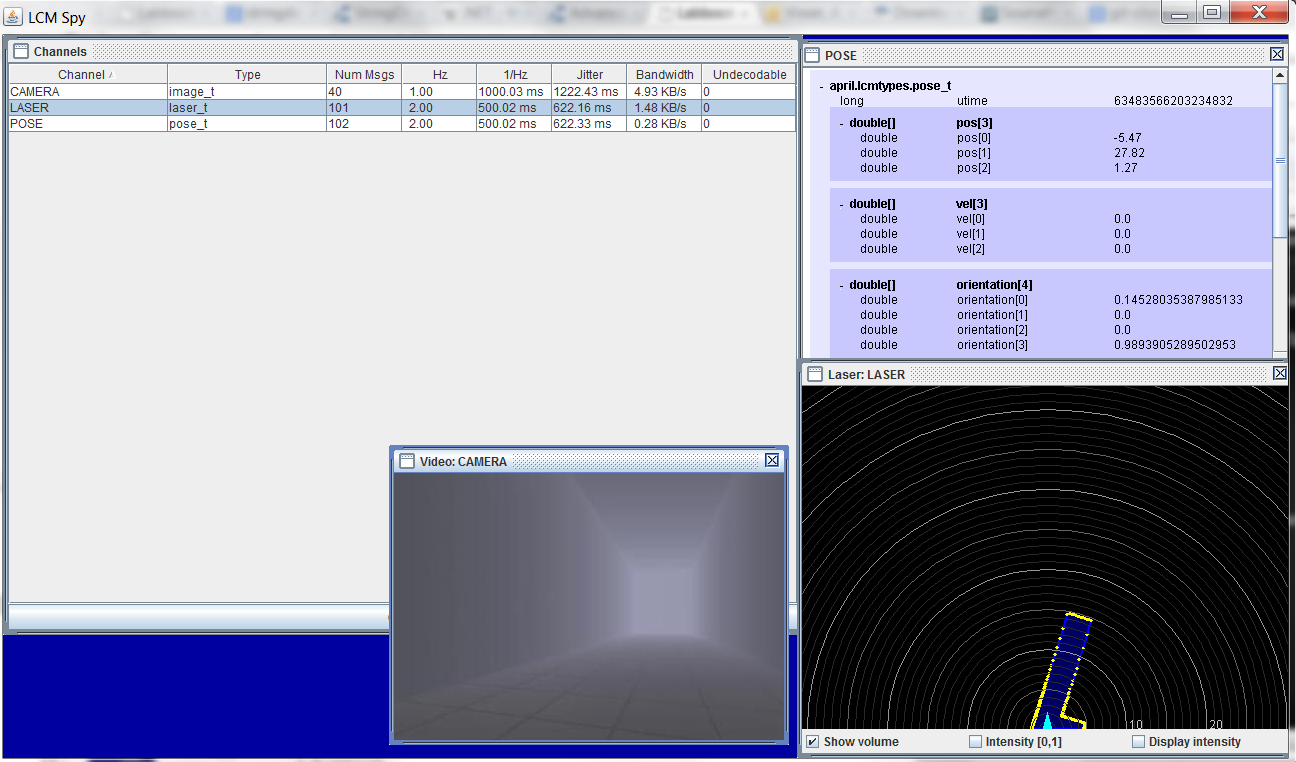 LCM Spy
Channels
Channel Type Num Msgs Hz 1/Hz Jitter Bandwidth Undecodable
CAMERA image_t 40 1.00 1000.03 ms 1222.43 ms 4.93 KB/s 0
LASER laser_t 101 2.00 500.02 ms 622.16 ms 1.48 KB/s 0
POSE pose_t 102 2.00 500.02 ms 622.33 ms 0.28 KB/s 0
POSE
- april.lcmtypes.pose_t
long utime 63483566203234832
- double[] pos[3]
double pos[0] -5.47
double pos[1] 27.82
double pos[2] 1.27
- double[] vel[3]
double vel[0] 0.0
double vel[1] 0.0
double vel[2] 0.0
- double[] orientation[4]
double orientation[0] 0.14528035387985133
double orientation[1] 0.0
double orientation[2] 0.0
double orientation[3] 0.9893905289502953
Video: CAMERA
Laser: LASER
10 20
Show volume Intensity [0,1] Display intensity